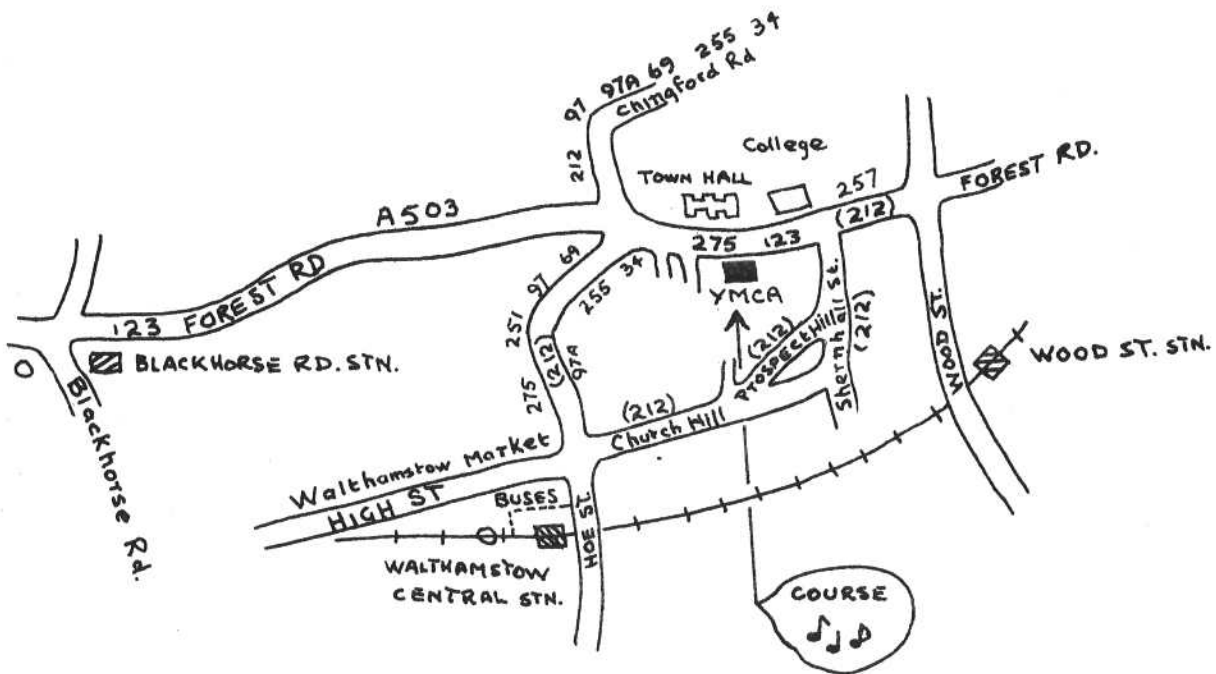 97 97A 69 255 34
Chingford Rd
212
College
TOWN HALL
257
FOREST RD.
(212)
A503
275 123
YMCA
123 FOREST RD
BLACKHORSE RD. STN.
Blackhorse Rd.
97 69
255 34
251
(212)
97A
275
(212)
Prospect Hill
Shernhall St.
(212)
WOOD ST.
WOOD ST. STN.
(212)
Church Hill
Walthamstow Market
HIGH ST
BUSES
HOE ST.
WALTHAMSTOW
CENTRAL STN.
COURSE